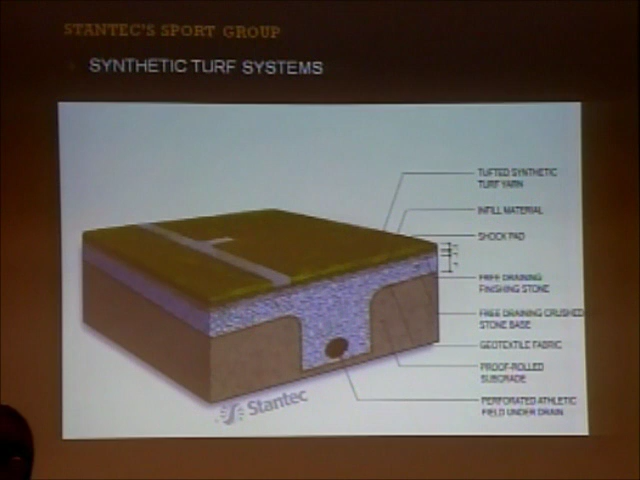 STANTEC'S SPORT GROUP
SYNTHETIC TURF SYSTEMS
TUFTED SYNTHETIC
TURF YARN
INFILL MATERIAL
SHOCK PAD
FREE DRAINING
FINISHING STONE
FREE DRAINING CRUSHED
STONE BASE
GEOTEXTILE FABRIC
PROOF-ROLLED
SUBGRADE
PERFORATED ATHLETIC
FIELD UNDER DRAIN
Stantec